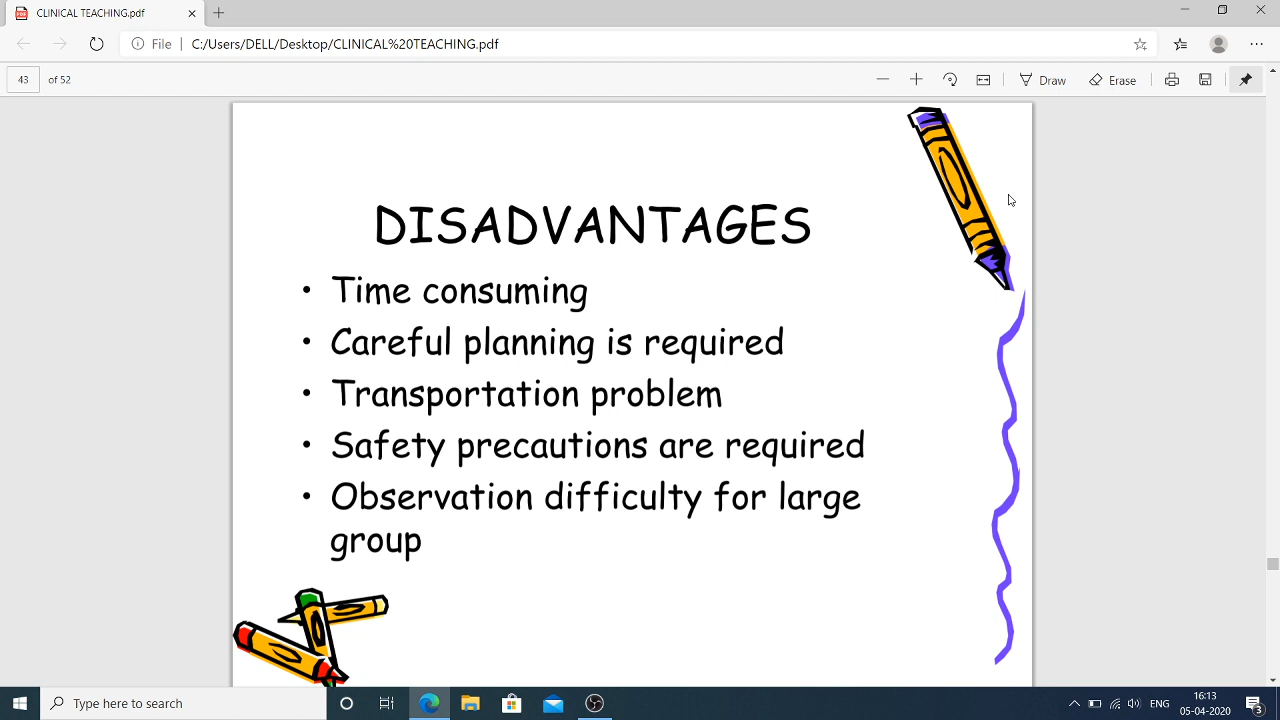 CLINICAL TEACHING.pdf
File C:/Users/DELL/Desktop/CLINICAL%20TEACHING.pdf
43 of 52
Draw
Erase
DISADVANTAGES
• Time consuming
• Careful planning is required
• Transportation problem
• Safety precautions are required
• Observation difficulty for large
group
Type here to search
ENG
16:13
05-04-2020
3